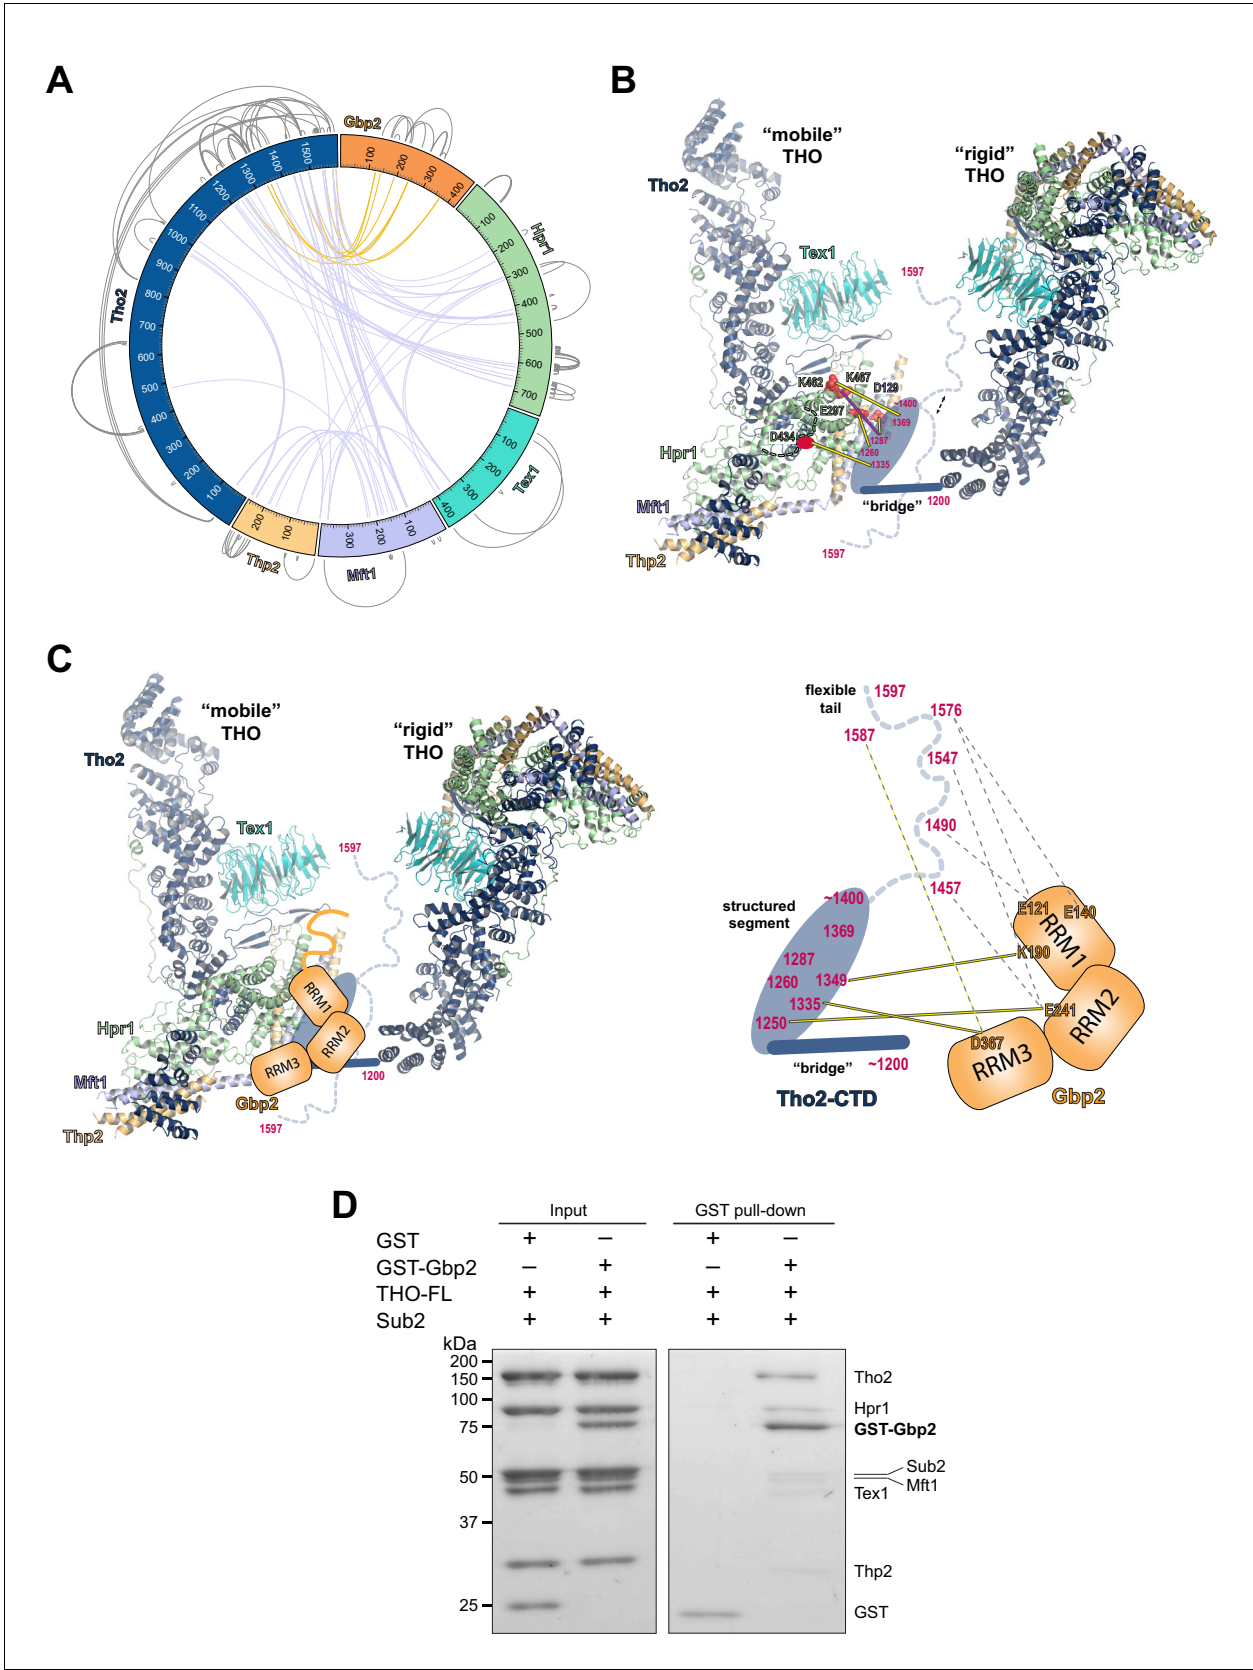 A
Gbp2
100
200
300
400
Hpr1
100
200
300
400
500
600
700
Tex1
100
200
300
400
Mft1
100
200
300
Thp2
100
200
Tho2
100
200
300
400
500
600
700
800
900
1000
1100
1200
1300
1400
1500
B
"mobile"
THO
"rigid"
THO
Tho2
Tex1
1597
K462
K467
D129
E297
~1400
1369
D434
1287
1260
1335
Hpr1
Mft1
"bridge"
1200
Thp2
1597
C
"mobile"
THO
"rigid"
THO
Tho2
Tex1
1597
RRM1
RRM2
RRM3
Hpr1
Mft1
1200
Gbp2
Thp2
1597
flexible
tail
1597
1576
1587
1547
1490
1457
structured
segment
~1400
1369
1287
1260
1349
1335
1250
E121
E140
K190
RRM1
E241
RRM2
D367
RRM3
"bridge"
~1200
Tho2-CTD
Gbp2
D
Input
GST pull-down
GST + – + –
GST-Gbp2 – + – +
THO-FL + + + +
Sub2 + + + +
kDa
200
150
100
75
50
37
25
Tho2
Hpr1
GST-Gbp2
Sub2
Mft1
Tex1
Thp2
GST